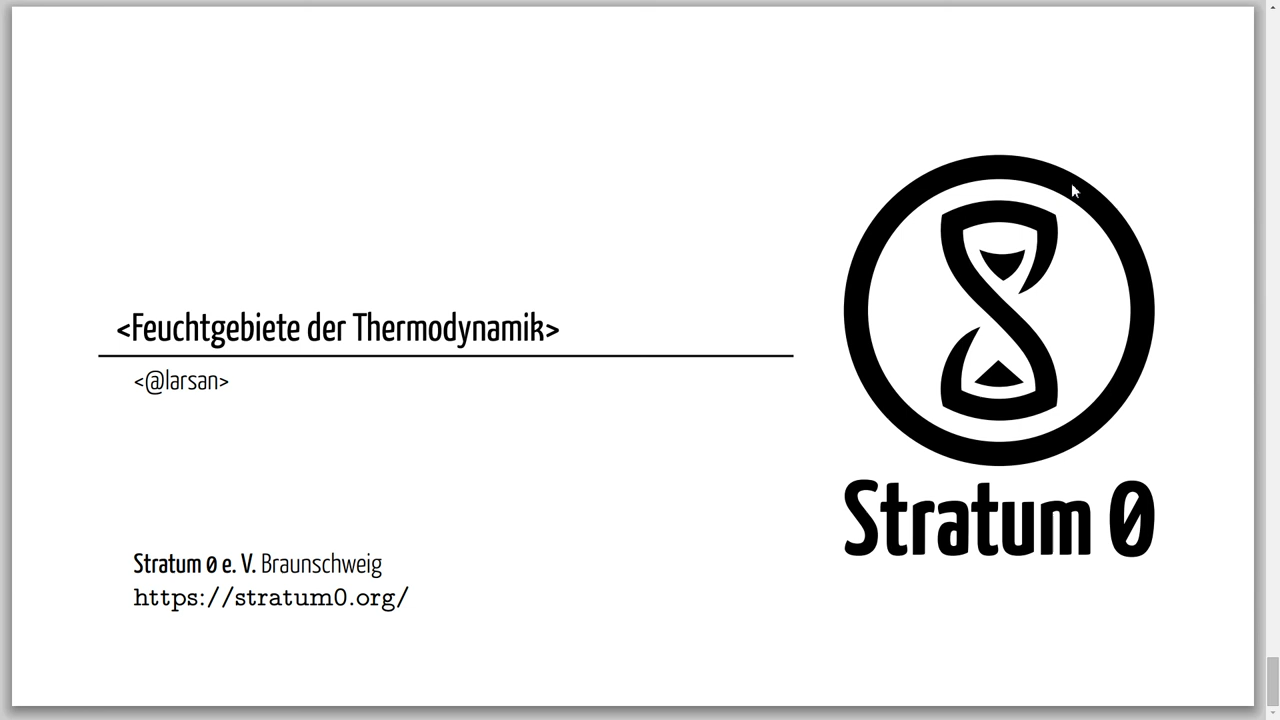 <Feuchtgebiete der Thermodynamik>
<@larsan>
Stratum 0 e. V. Braunschweig
https://stratum0.org/
Stratum 0